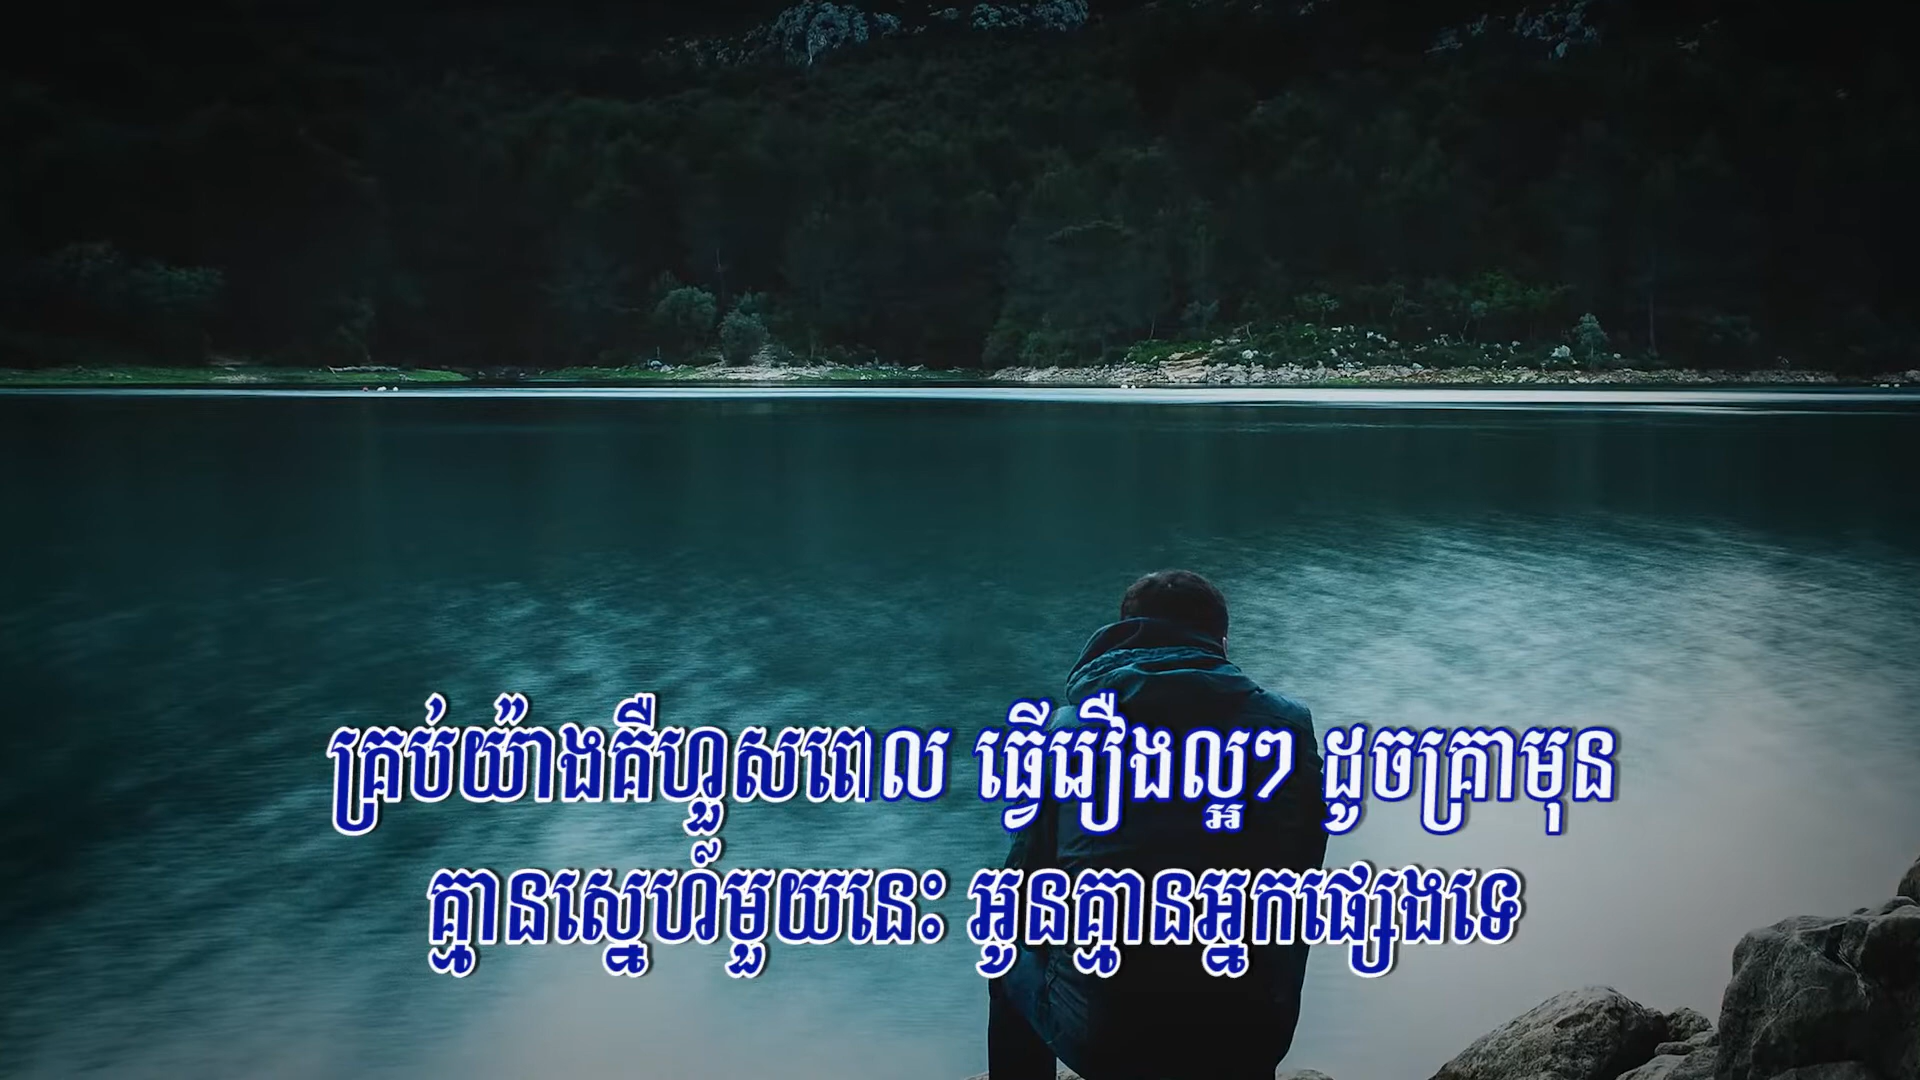 គ្រប់យ៉ាងគឺហួសពេល ធ្វើរឿងល្អៗ ដូចគ្រាមុន
គ្មានស្នេហ៍មួយនេះ អូនគ្មានអ្នកផ្សេងទេ